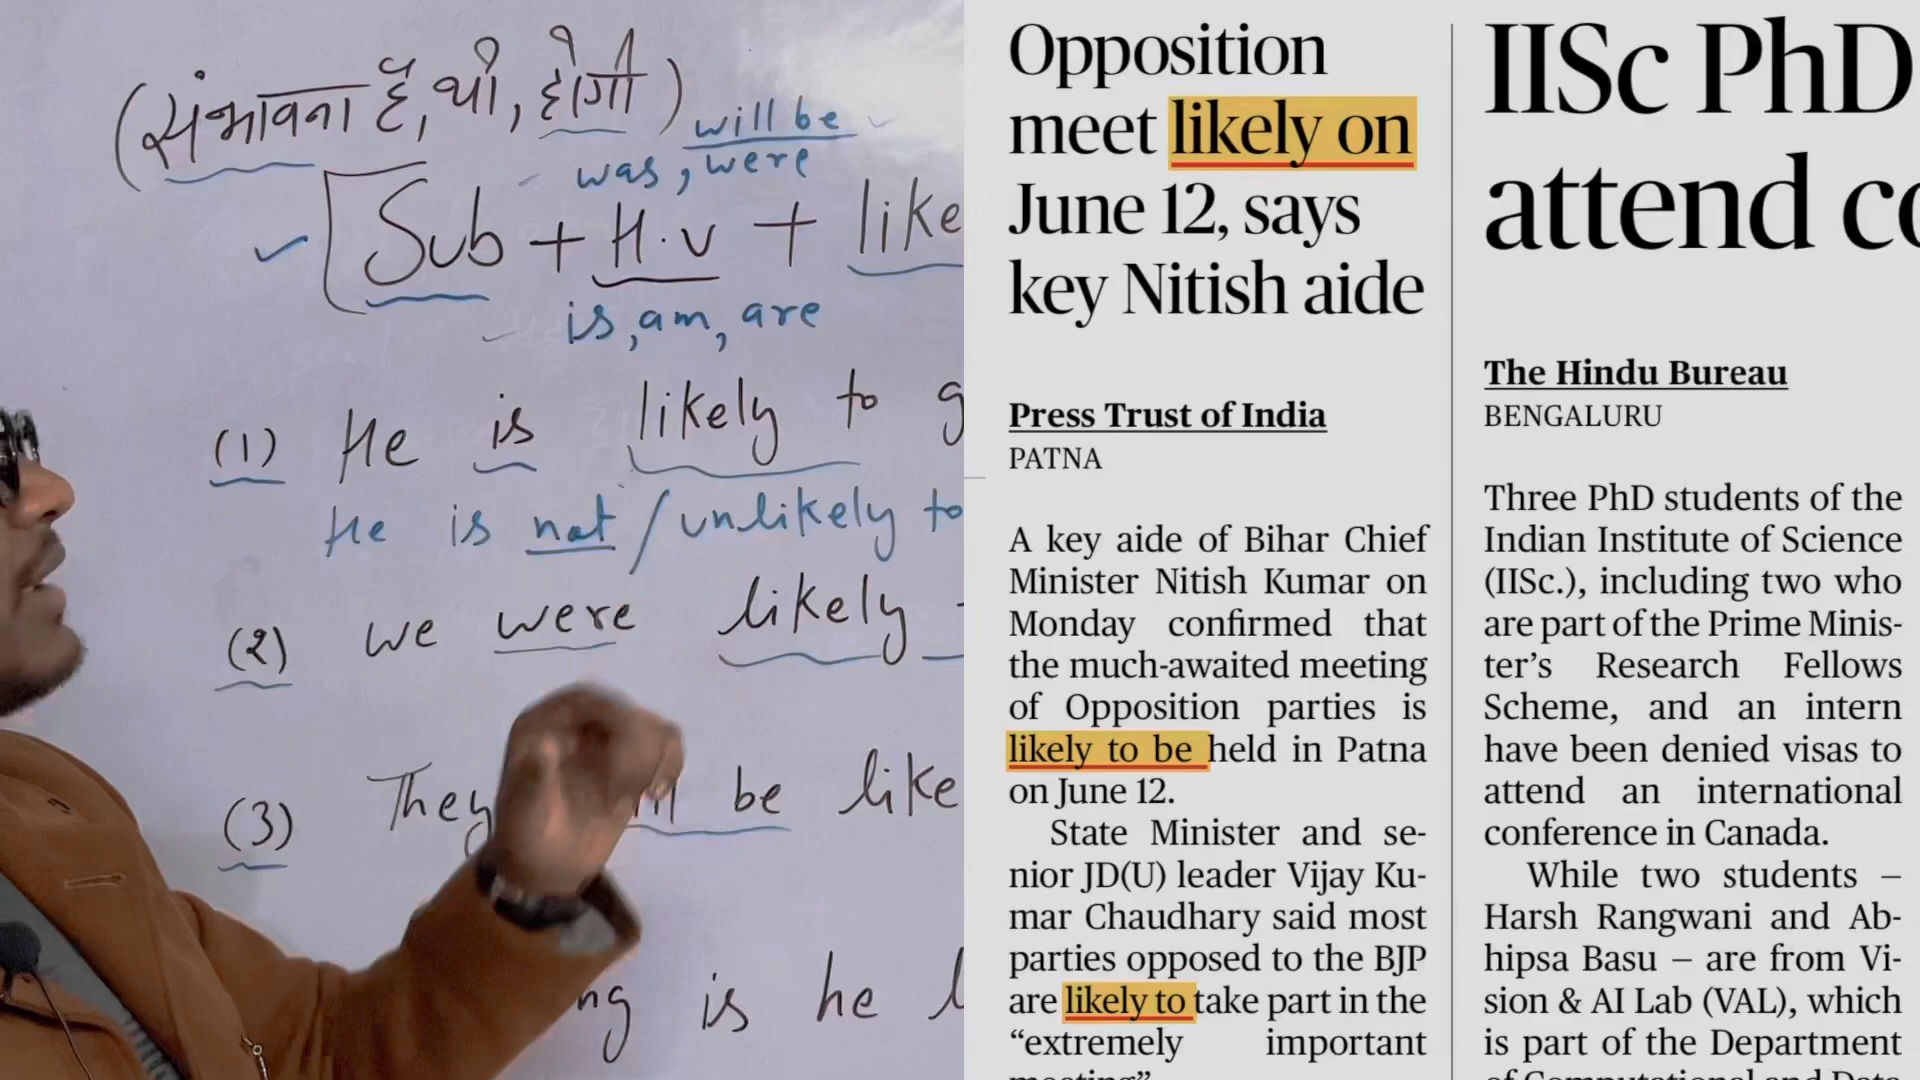 (संभावना है, थी, होगी)
will be
was, were
Sub + H.V + like
is, am, are
(1) He is likely to g
He is not / unlikely to
(2) we were likely
(3) They be like
ng is he l
Opposition
meet likely on
June 12, says
key Nitish aide
Press Trust of India
PATNA
A key aide of Bihar Chief
Minister Nitish Kumar on
Monday confirmed that
the much-awaited meeting
of Opposition parties is
likely to be held in Patna
on June 12.
State Minister and se-
nior JD(U) leader Vijay Ku-
mar Chaudhary said most
parties opposed to the BJP
are likely to take part in the
“extremely important
meeting”
IISc PhD
attend co
The Hindu Bureau
BENGALURU
Three PhD students of the
Indian Institute of Science
(IISc.), including two who
are part of the Prime Minis-
ter’s Research Fellows
Scheme, and an intern
have been denied visas to
attend an international
conference in Canada.
While two students –
Harsh Rangwani and Ab-
hipsa Basu – are from Vi-
sion & AI Lab (VAL), which
is part of the Department
of Computational and Data